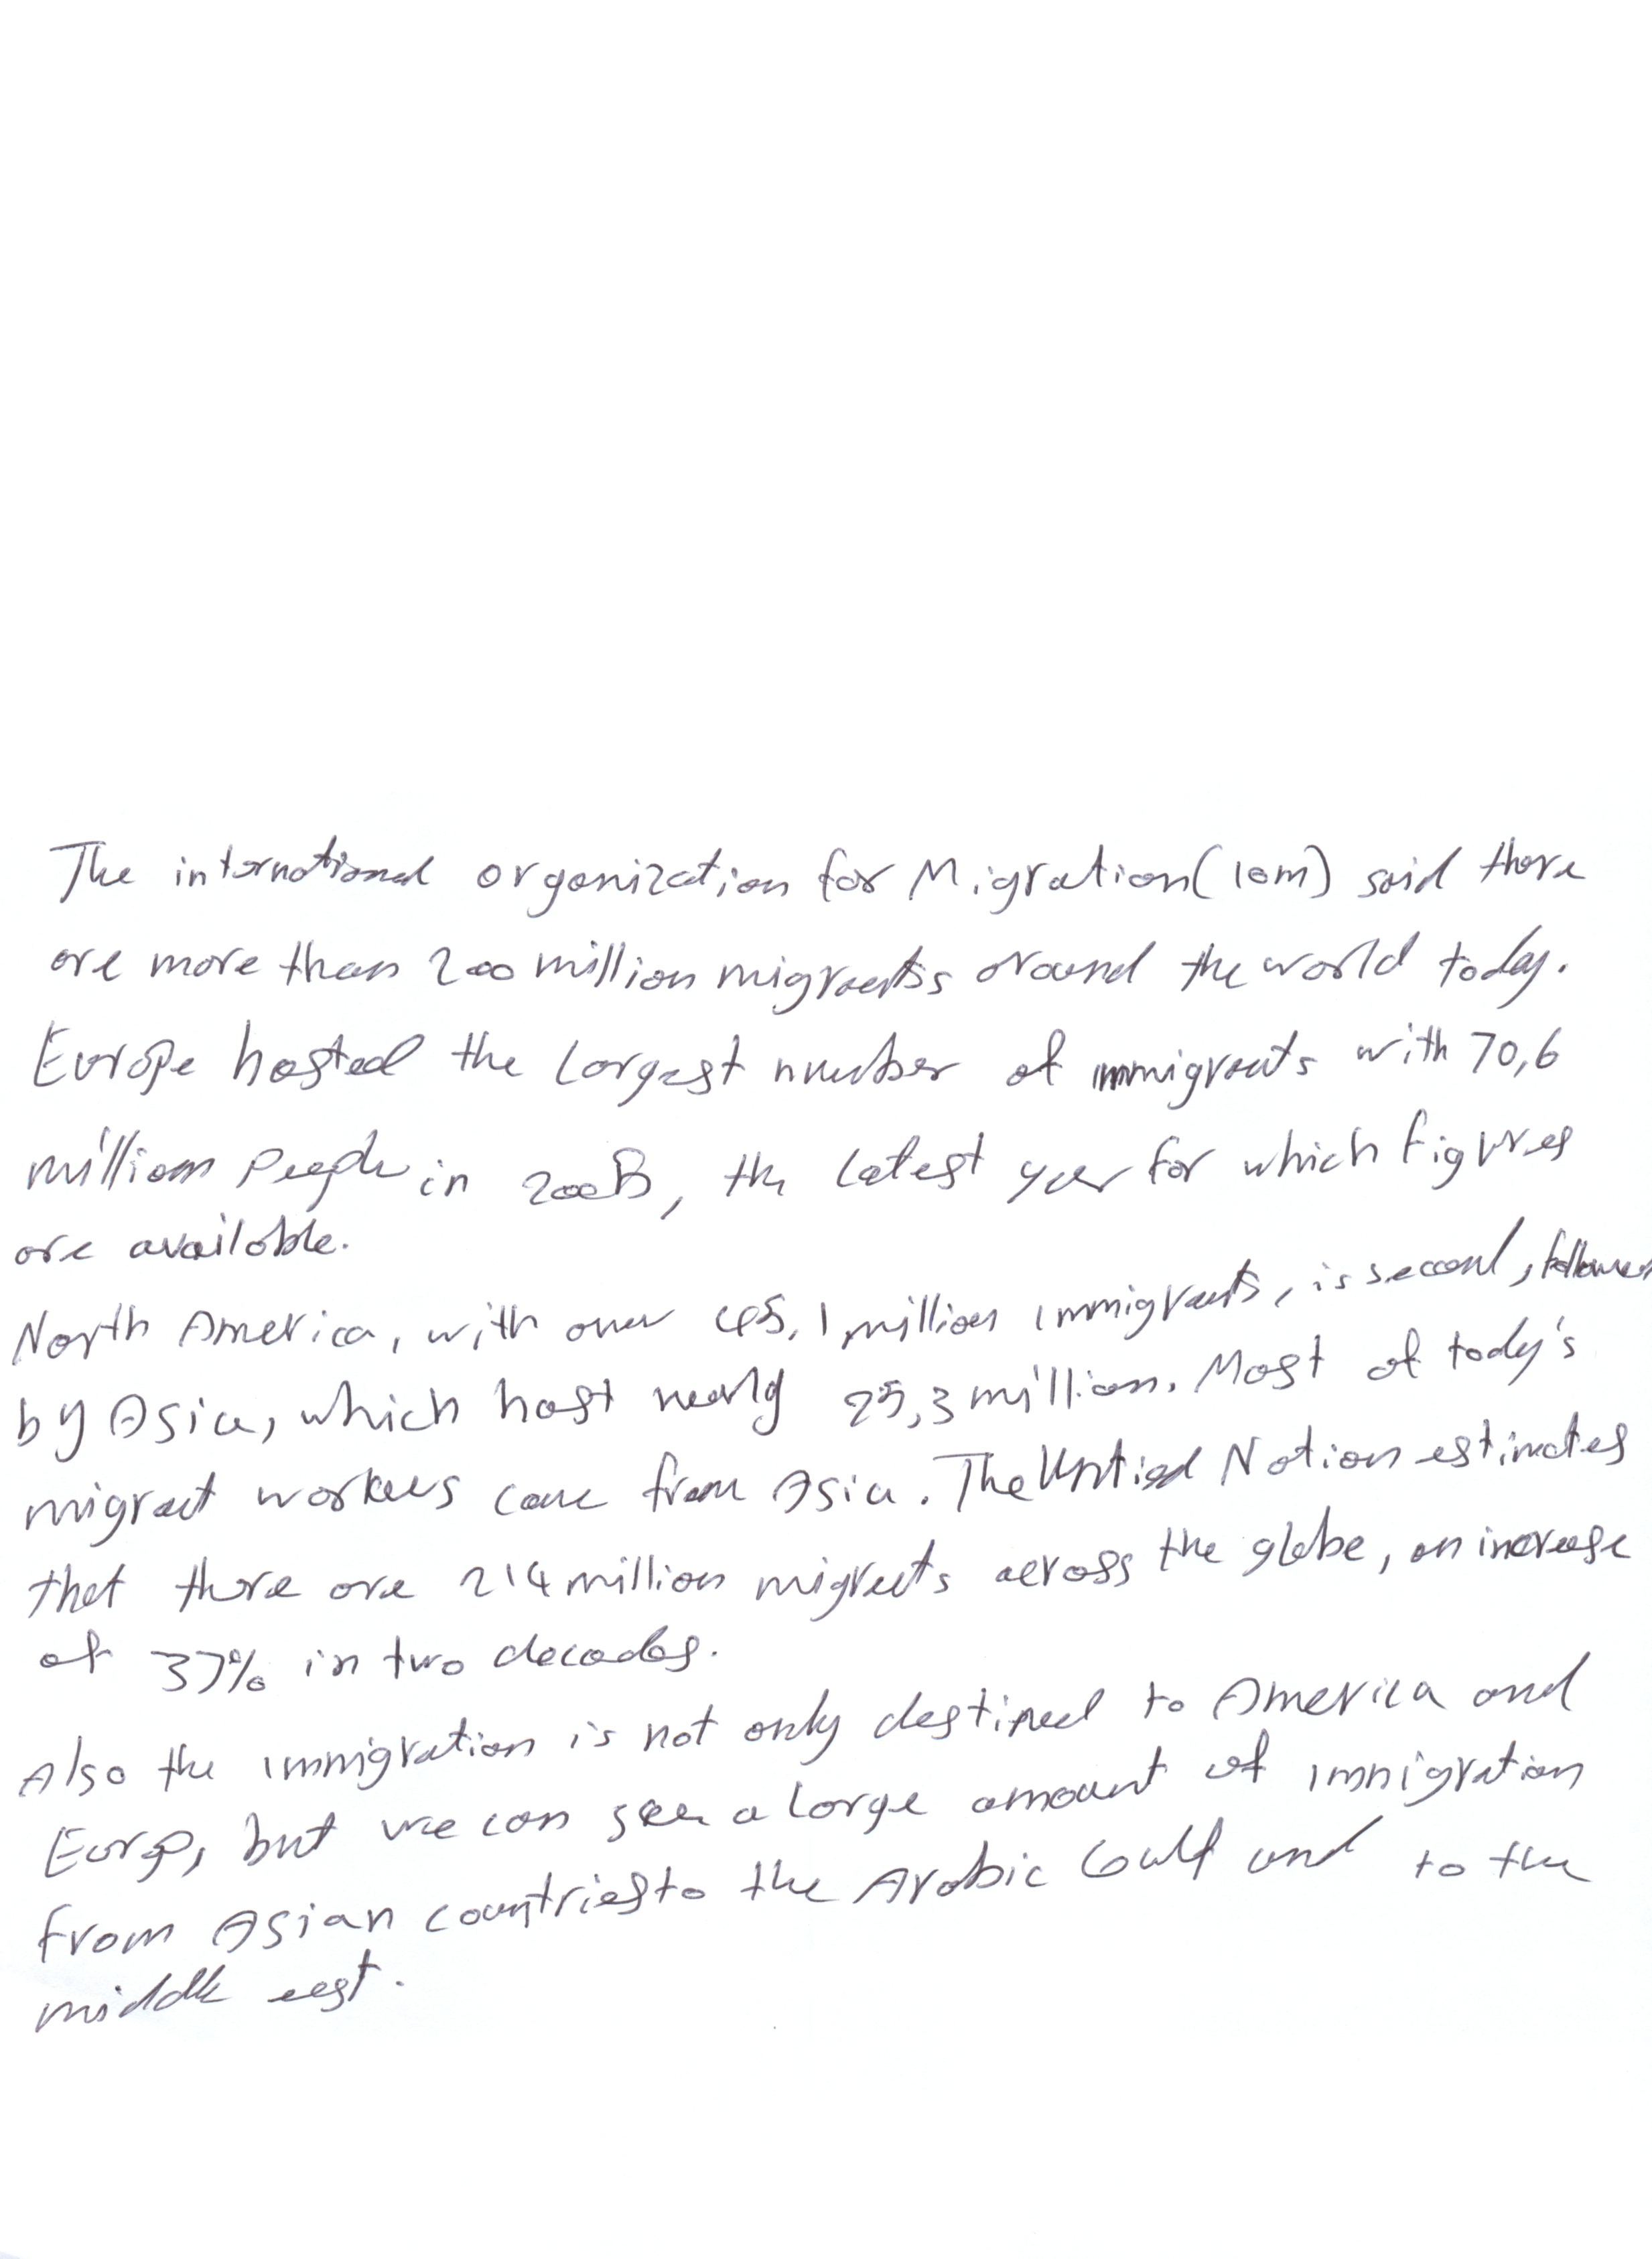 The international organization for Migration (IOM) said there
are more than 200 million migrants around the world today.
Europe hosted the largest number of immigrants with 70,6
million people in 2005, the latest year for which figures
are available.
North America, with over 45,1 million immigrants, is second, followed
by Asia, which host nearly 25,3 million. Most of today's
migrant workers come from Asia. The United Nation estimates
that there are 214 million migrants across the globe, an increase
of 37% in two decades.
Also the immigration is not only destined to America and
Europ, but we can see a large amount of immigration
from Asian countries to the Arabic Gulf and to the
middle east.